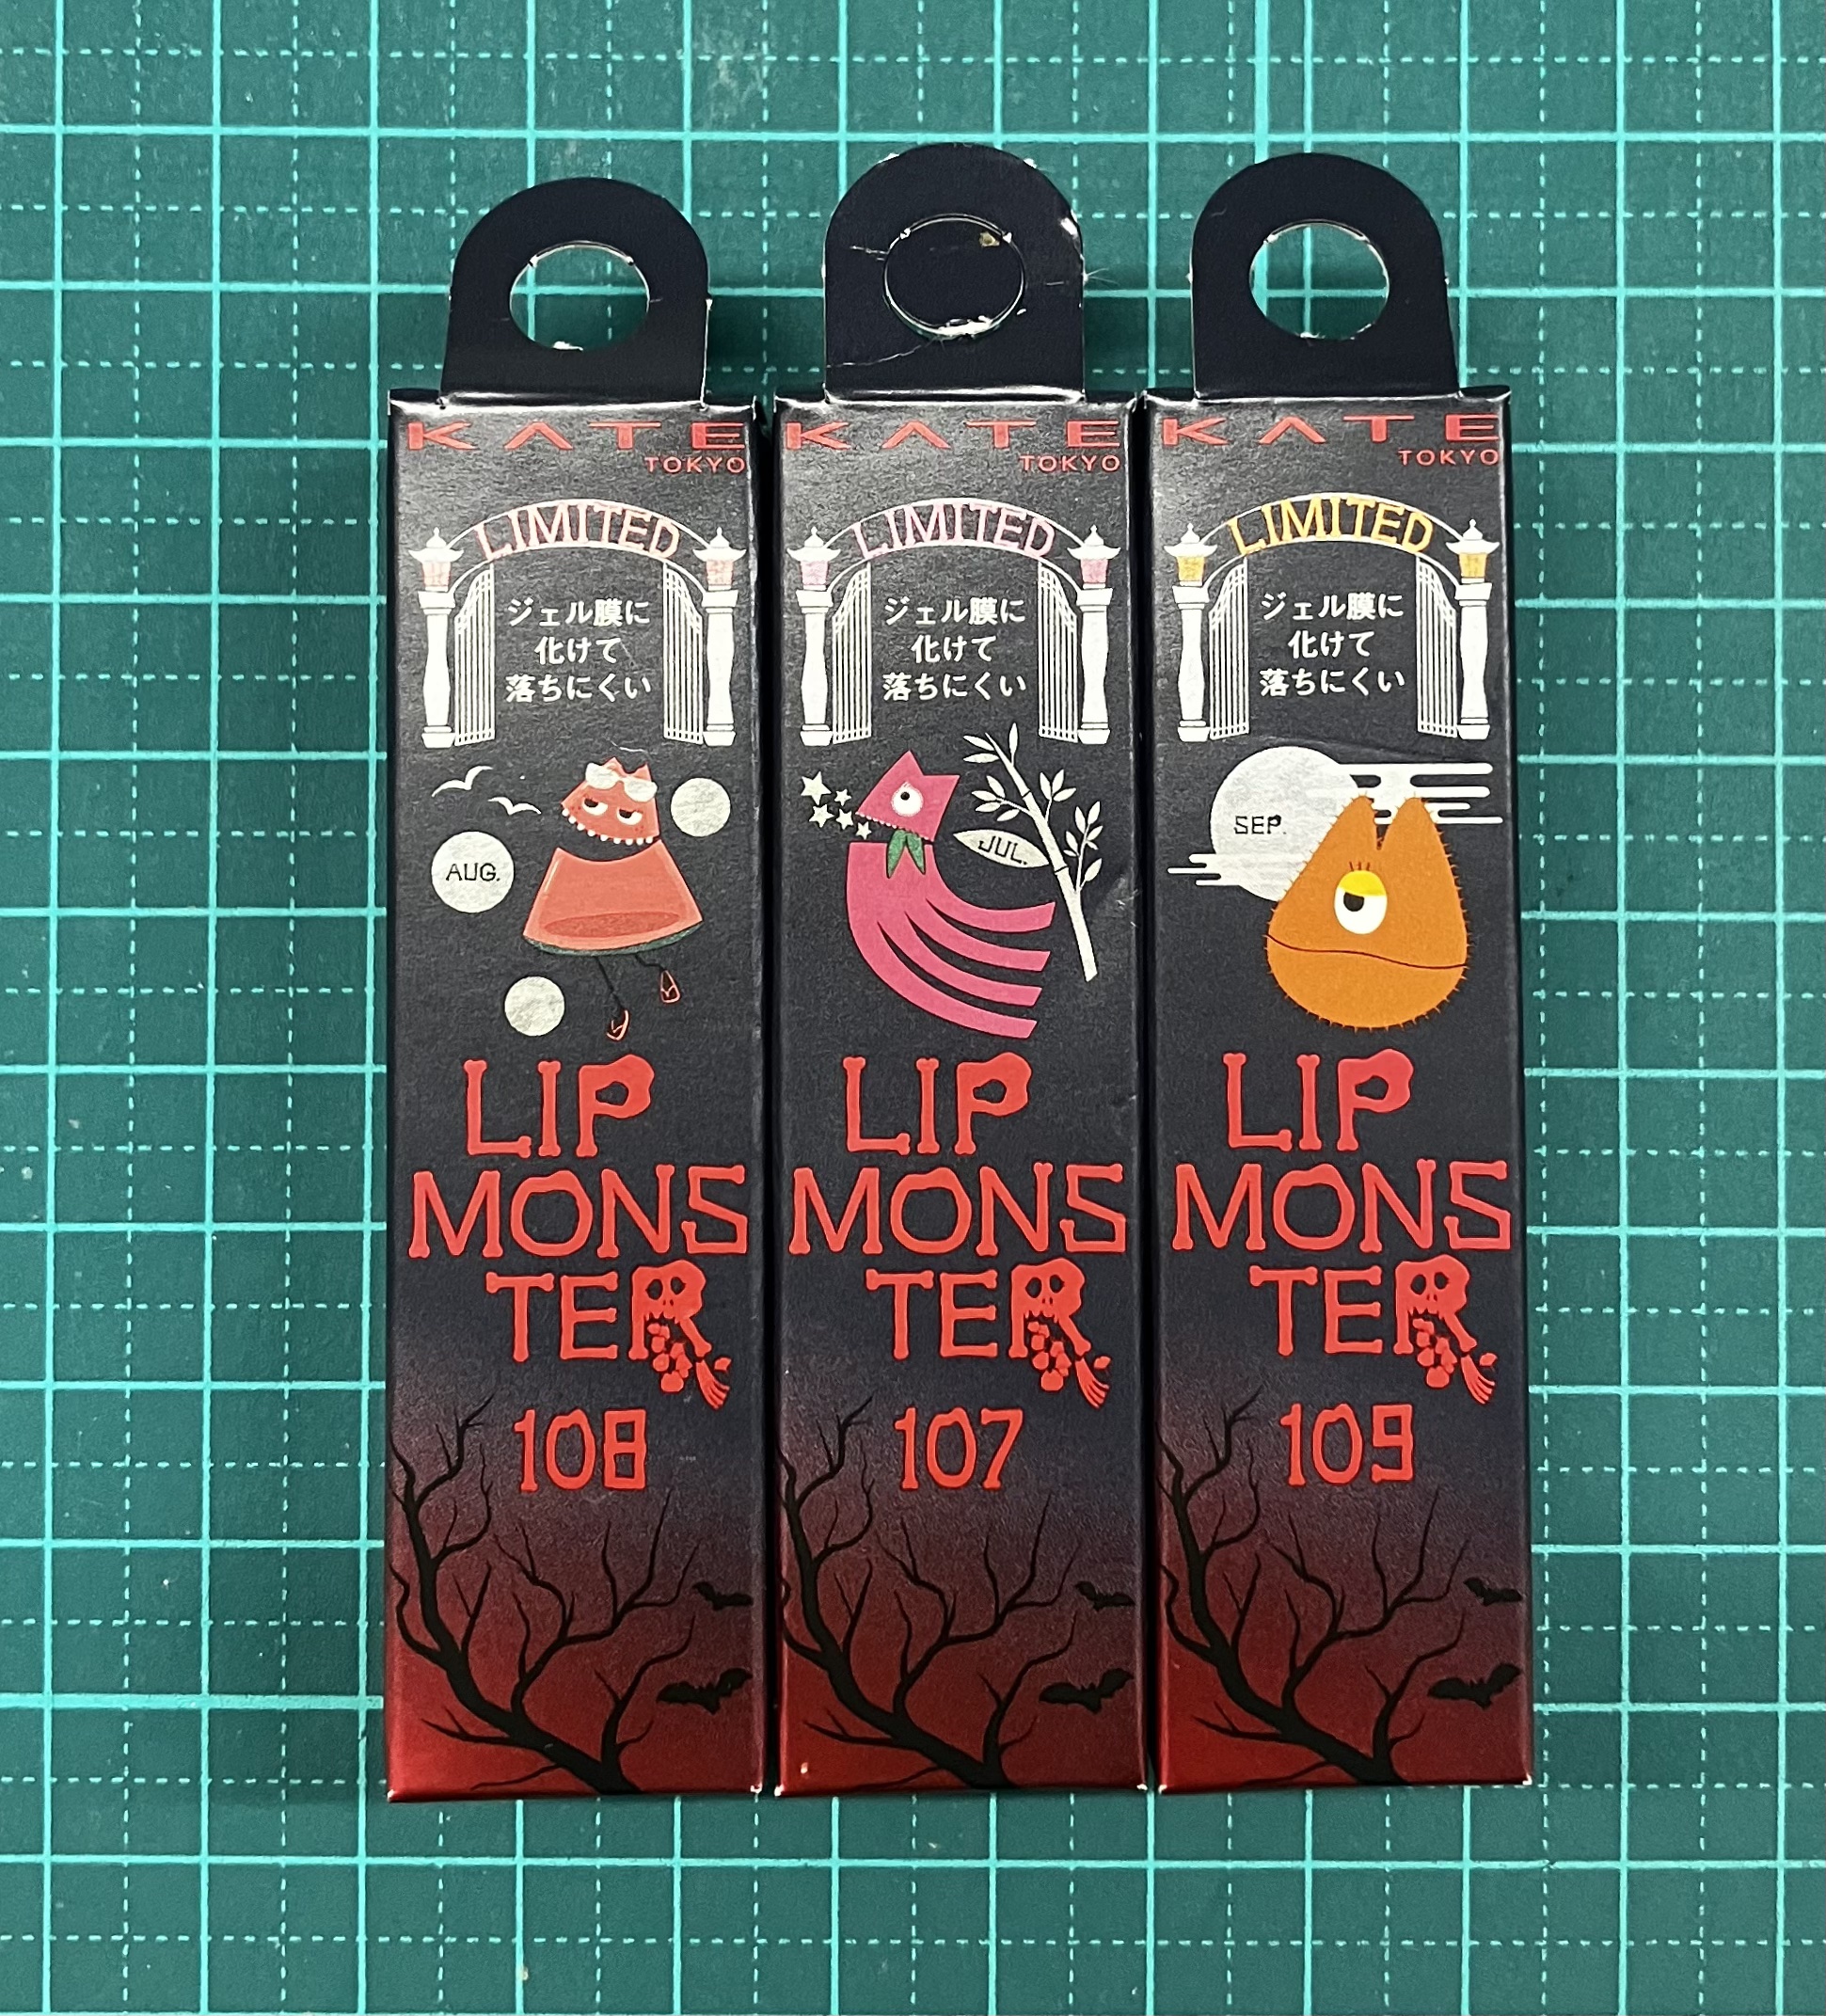 KATE
TOKYO
LIMITED
ジェル膜に
化けて
落ちにくい
AUG.
LIP
MONS
TER
108
KATE
TOKYO
LIMITED
ジェル膜に
化けて
落ちにくい
JUL.
LIP
MONS
TER
107
KATE
TOKYO
LIMITED
ジェル膜に
化けて
落ちにくい
SEP.
LIP
MONS
TER
109